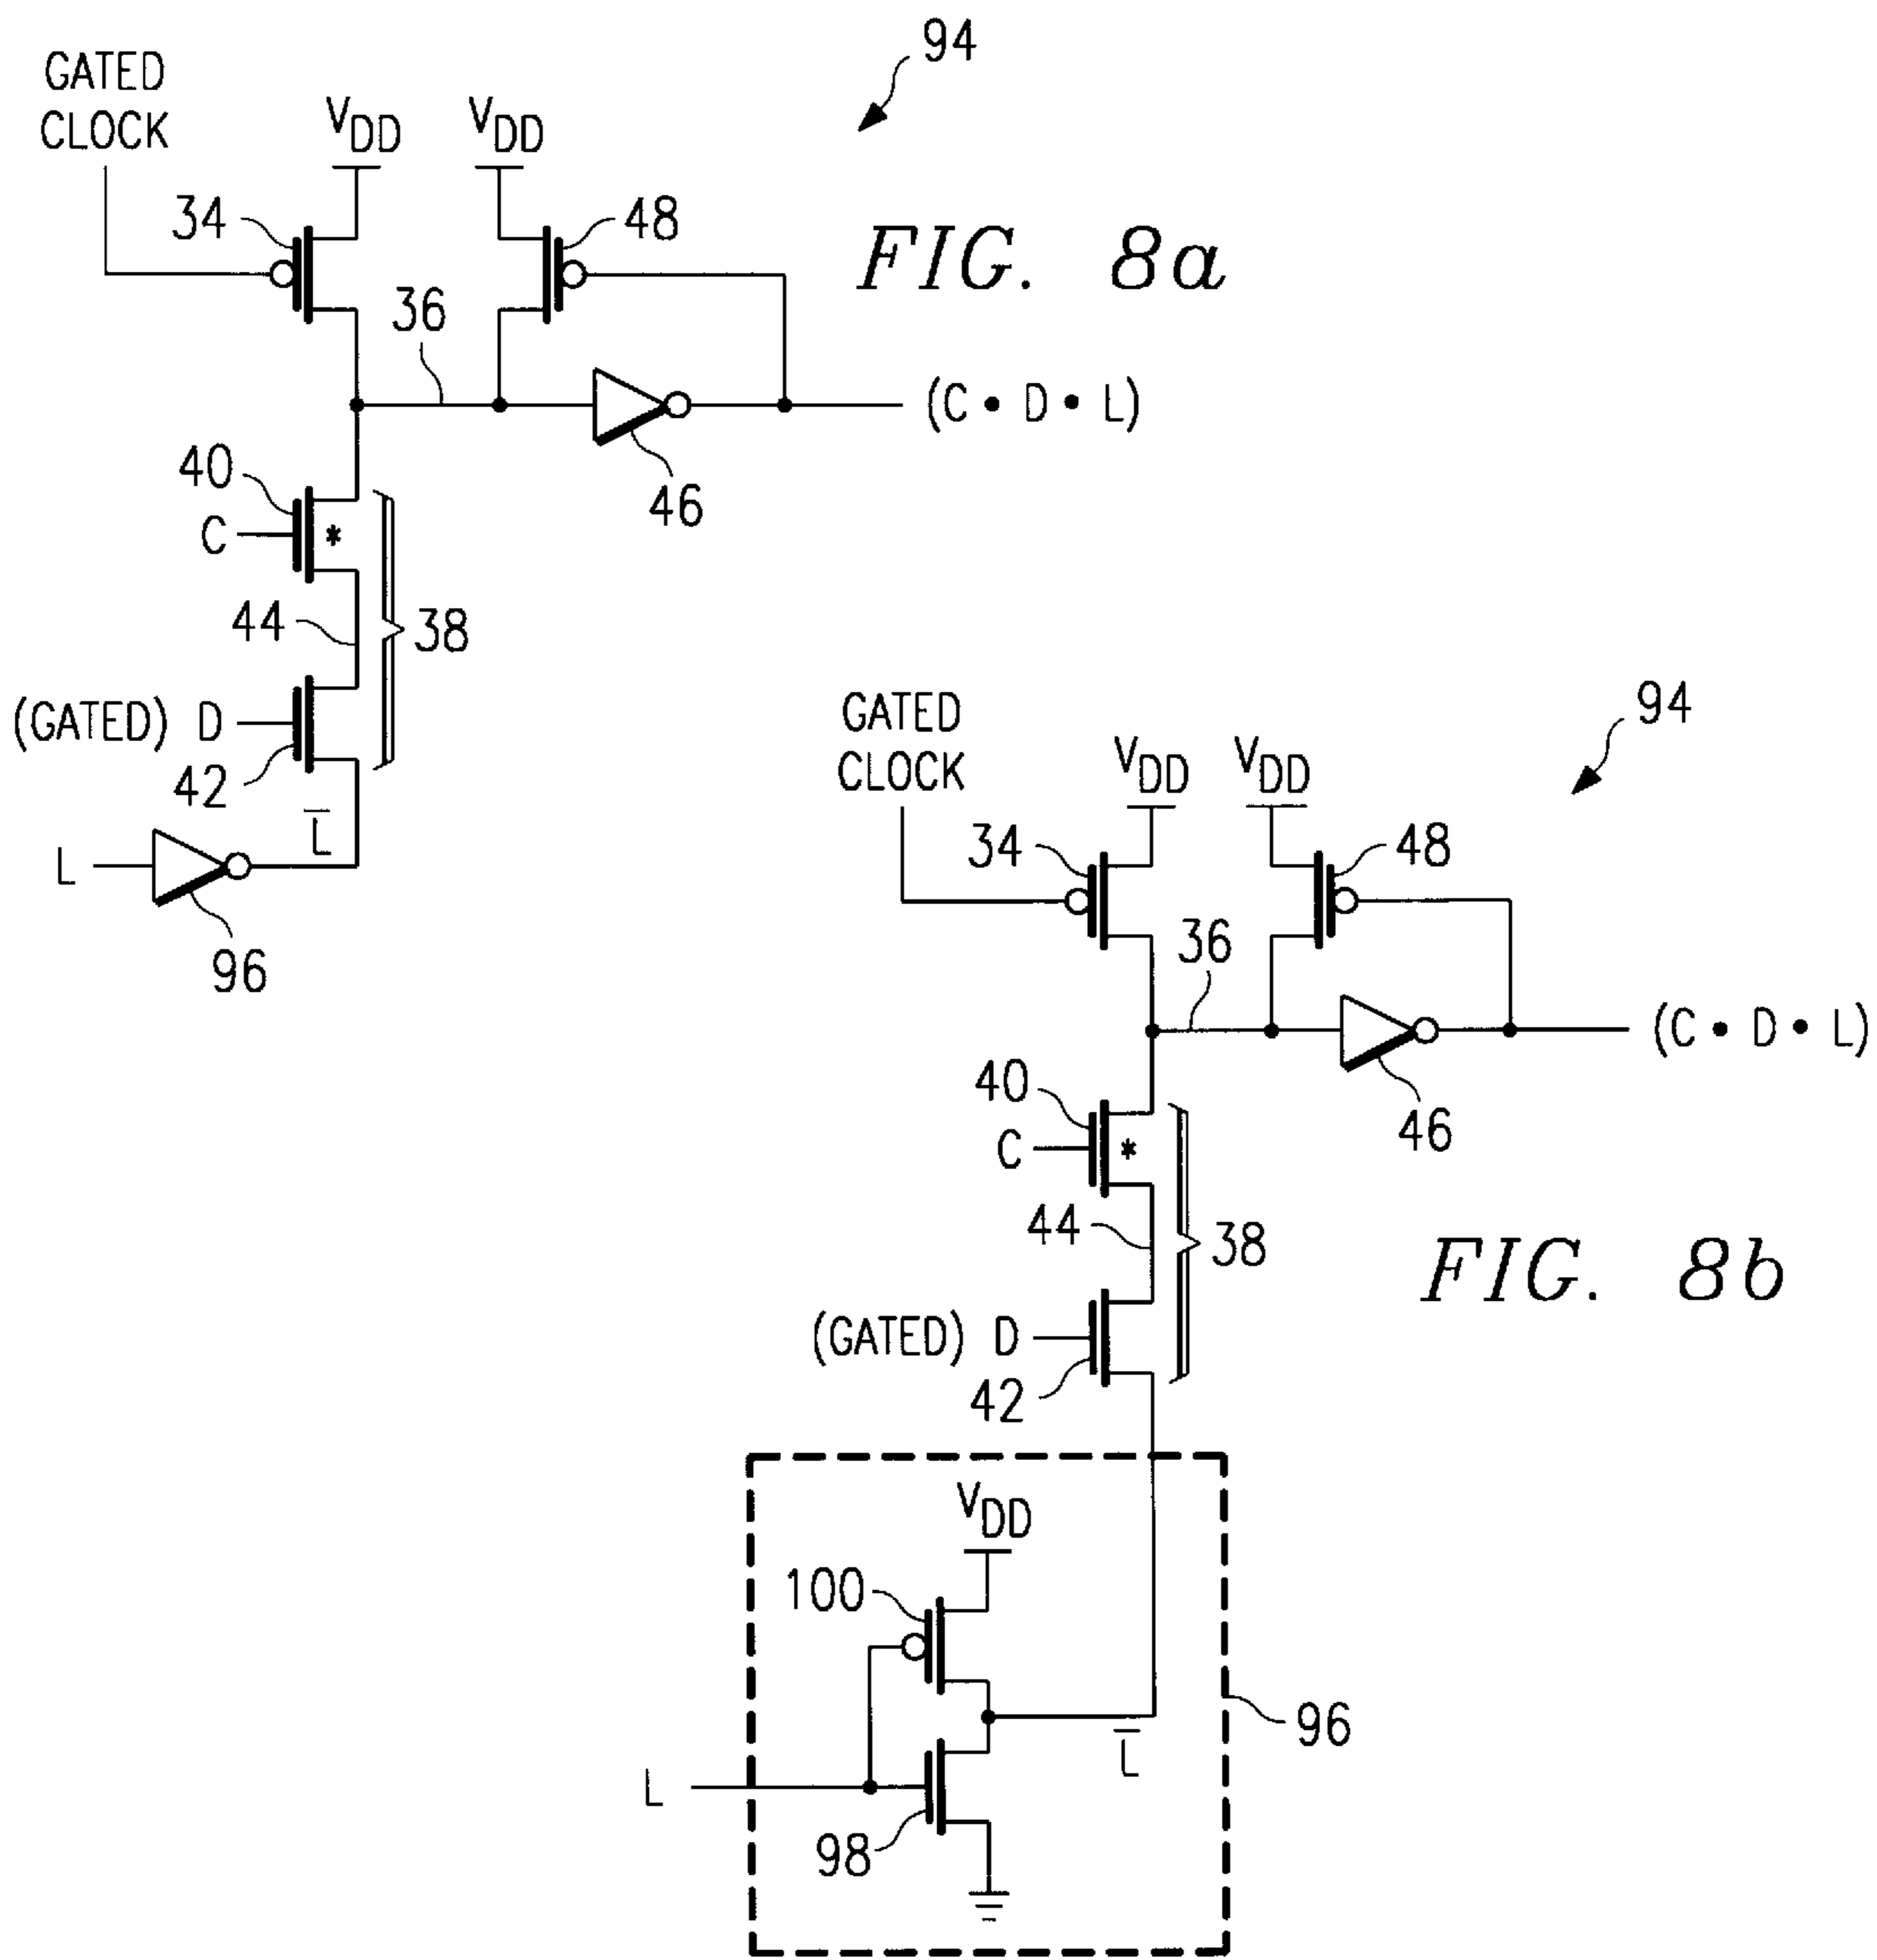 94
GATED
CLOCK
VDD
VDD
34
48
FIG. 8a
36
(C • D • L)
46
40
C
*
44
38
(GATED) D
42
L̅
L
96
94
GATED
CLOCK
VDD
VDD
34
48
36
(C • D • L)
46
40
C
*
44
38
FIG. 8b
(GATED) D
42
VDD
100
96
L̅
L
98